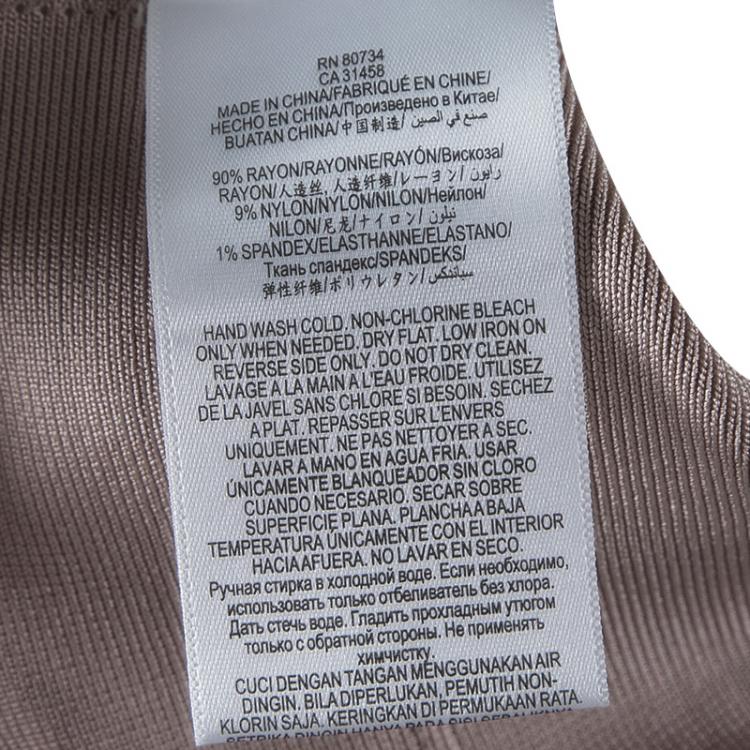 RN 80734
CA 31458
MADE IN CHINA/FABRIQUÉ EN CHINE/
HECHO EN CHINA/Произведено в Китае/
BUATAN CHINA/中国制造/ صنع في الصين
90% RAYON/RAYONNE/RAYÓN/Вискоза/
RAYON/人造丝, 人造纤维/レーヨン/ رايون
9% NYLON/NYLON/NILON/Нейлон/
NILON/尼龙/ナイロン/ نيلون
1% SPANDEX/ELASTHANNE/ELASTANO/
Ткань спандекс/SPANDEKS/
弹性纤维/ポリウレタン/ سباندكس
HAND WASH COLD. NON-CHLORINE BLEACH
ONLY WHEN NEEDED. DRY FLAT. LOW IRON ON
REVERSE SIDE ONLY. DO NOT DRY CLEAN.
LAVAGE A LA MAIN A L'EAU FROIDE. UTILISEZ
DE LA JAVEL SANS CHLORE SI BESOIN. SECHEZ
A PLAT. REPASSER SUR L'ENVERS
UNIQUEMENT. NE PAS NETTOYER A SEC.
LAVAR A MANO EN AGUA FRIA. USAR
ÚNICAMENTE BLANQUEADOR SIN CLORO
CUANDO NECESARIO. SECAR SOBRE
SUPERFICIE PLANA. PLANCHA A BAJA
TEMPERATURA ÚNICAMENTE CON EL INTERIOR
HACIA AFUERA. NO LAVAR EN SECO.
Ручная стирка в холодной воде. Если необходимо,
использовать только отбеливатель без хлора.
Дать стечь воде. Гладить прохладным утюгом
только с обратной стороны. Не применять
химчистку.
CUCI DENGAN TANGAN MENGGUNAKAN AIR
DINGIN. BILA DIPERLUKAN, PEMUTIH NON-
KLORIN SAJA. KERINGKAN DI PERMUKAAN RATA.
SETRIKA DINGIN HANYA PADA SISI SEBALIKNYA